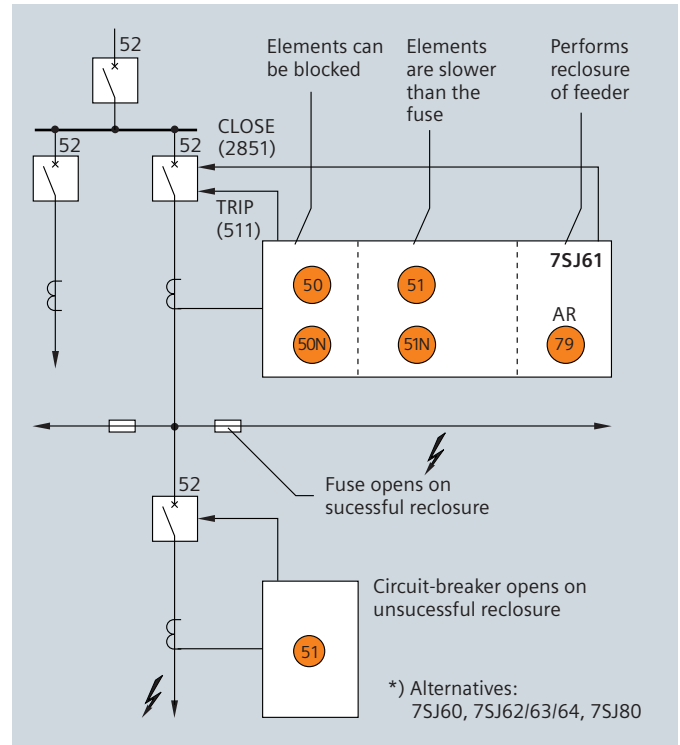 52
Elements can
be blocked
Elements
are slower
than the
fuse
Performs
reclosure
of feeder
52
52
CLOSE
(2851)
TRIP
(511)
7SJ61
50
51
AR
50N
51N
79
Fuse opens on
sucessful reclosure
52
Circuit-breaker opens on
unsucessful reclosure
51
*) Alternatives:
7SJ60, 7SJ62/63/64, 7SJ80